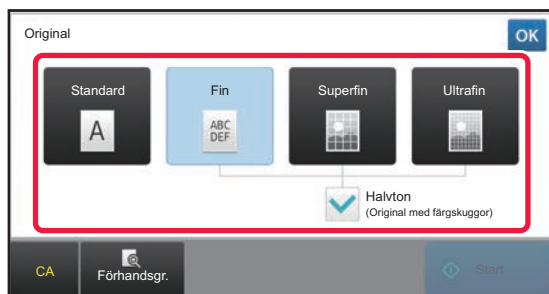 Original
OK
Standard
Fin
Superfin
Ultrafin
A
ABC
DEF
Halvton
(Original med färgskuggor)
CA
Förhandsgr.
Start